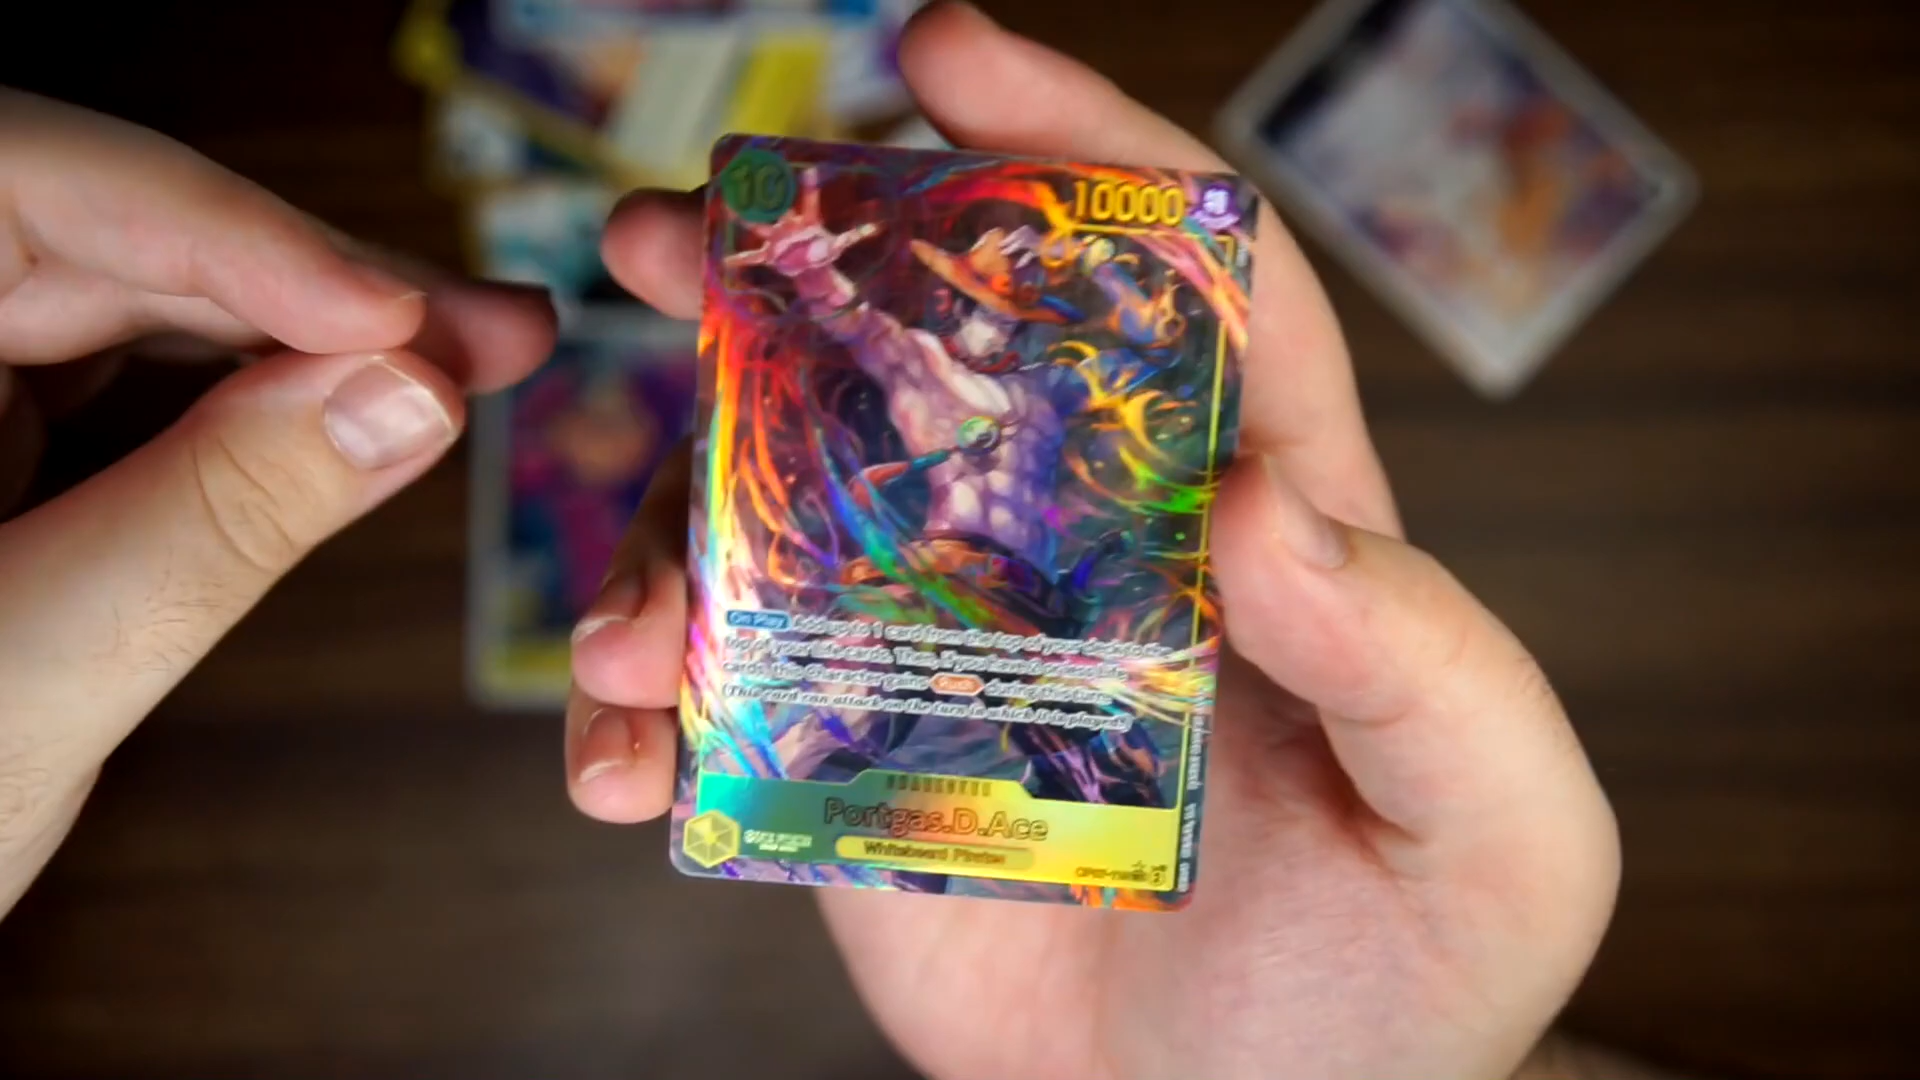 10
10000
On Play Add up to 1 card from the top of your deck to the
top of your Life cards. Then, if you have 2 or less Life
cards, this Character gains Rush during this turn.
(This card can attack on the turn in which it is played.)
CHARACTER
Portgas.D.Ace
Whitebeard Pirates